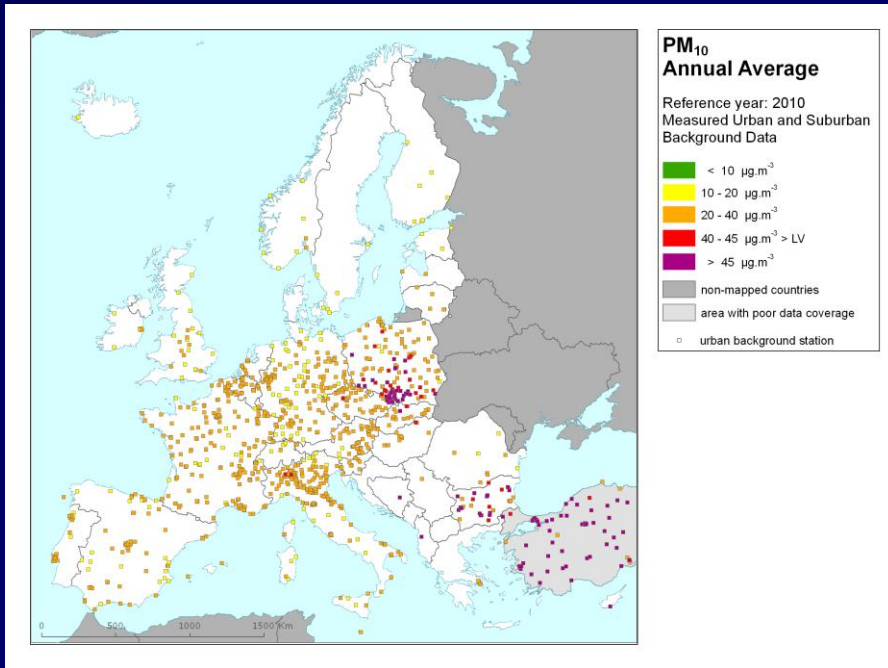 PM₁₀
Annual Average
Reference year: 2010
Measured Urban and Suburban
Background Data
< 10 µg.m⁻³
10 - 20 µg.m⁻³
20 - 40 µg.m⁻³
40 - 45 µg.m⁻³ > LV
> 45 µg.m⁻³
non-mapped countries
area with poor data coverage
urban background station
0 500 1000 1500 Km